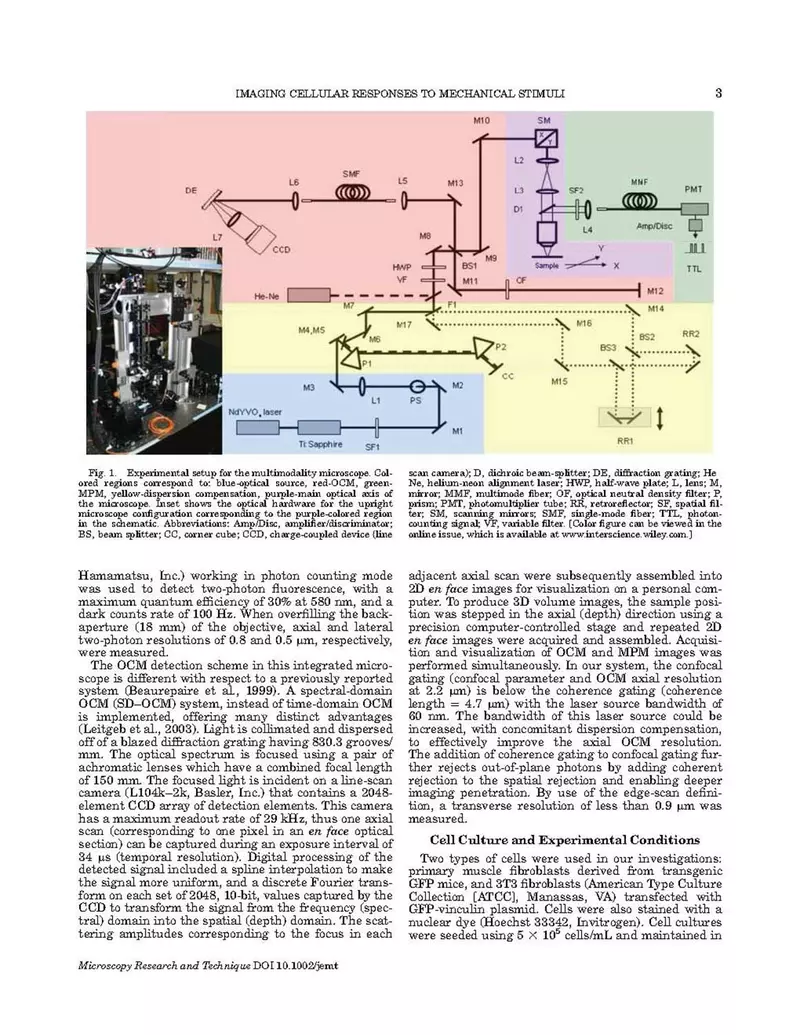 IMAGING CELLULAR RESPONSES TO MECHANICAL STIMULI 3
M10
SM
X
Y
L2
L3
SF2
MMF
PMT
D1
L4
Amp/Disc
TTL
Sample
Y
X
DE
L6
SMF
L5
M13
L7
CCD
M8
HWP
VF
BS1
M9
M11
OF
M12
He-Ne
M7
F1
M14
M4,M5
M6
M17
M16
BS2
RR2
P1
P2
CC
BS3
M15
RR1
M3
L1
PS
M2
NdYVO4 laser
Ti:Sapphire
SF1
M1
Fig. 1. Experimental setup for the multimodality microscope. Col-
ored regions correspond to: blue-optical source, red-OCM, green-
MPM, yellow-dispersion compensation, purple-main optical axis of
the microscope. Inset shows the optical hardware for the upright
microscope configuration corresponding to the purple-colored region
in the schematic. Abbreviations: Amp/Disc, amplifier/discriminator;
BS, beam splitter; CC, corner cube; CCD, charge-coupled device (line
scan camera); D, dichroic beam-splitter; DE, diffraction grating; He
Ne, helium-neon alignment laser; HWP, half-wave plate; L, lens; M,
mirror; MMF, multimode fiber; OF, optical neutral density filter; P,
prism; PMT, photomultiplier tube; RR, retroreflector; SF, spatial fil-
ter; SM, scanning mirrors; SMF, single-mode fiber; TTL, photon-
counting signal; VF, variable filter. [Color figure can be viewed in the
online issue, which is available at www.interscience.wiley.com.]
Hamamatsu, Inc.) working in photon counting mode
was used to detect two-photon fluorescence, with a
maximum quantum efficiency of 30% at 580 nm, and a
dark counts rate of 100 Hz. When overfilling the back-
aperture (18 mm) of the objective, axial and lateral
two-photon resolutions of 0.8 and 0.5 μm, respectively,
were measured.
The OCM detection scheme in this integrated micro-
scope is different with respect to a previously reported
system (Beaurepaire et al., 1999). A spectral-domain
OCM (SD–OCM) system, instead of time-domain OCM
is implemented, offering many distinct advantages
(Leitgeb et al., 2003). Light is collimated and dispersed
off of a blazed diffraction grating having 830.3 grooves/
mm. The optical spectrum is focused using a pair of
achromatic lenses which have a combined focal length
of 150 mm. The focused light is incident on a line-scan
camera (L104k–2k, Basler, Inc.) that contains a 2048-
element CCD array of detection elements. This camera
has a maximum readout rate of 29 kHz, thus one axial
scan (corresponding to one pixel in an en face optical
section) can be captured during an exposure interval of
34 μs (temporal resolution). Digital processing of the
detected signal included a spline interpolation to make
the signal more uniform, and a discrete Fourier trans-
form on each set of 2048, 10-bit, values captured by the
CCD to transform the signal from the frequency (spec-
tral) domain into the spatial (depth) domain. The scat-
tering amplitudes corresponding to the focus in each
adjacent axial scan were subsequently assembled into
2D en face images for visualization on a personal com-
puter. To produce 3D volume images, the sample posi-
tion was stepped in the axial (depth) direction using a
precision computer-controlled stage and repeated 2D
en face images were acquired and assembled. Acquisi-
tion and visualization of OCM and MPM images was
performed simultaneously. In our system, the confocal
gating (confocal parameter and OCM axial resolution
at 2.2 μm) is below the coherence gating (coherence
length = 4.7 μm) with the laser source bandwidth of
60 nm. The bandwidth of this laser source could be
increased, with concomitant dispersion compensation,
to effectively improve the axial OCM resolution.
The addition of coherence gating to confocal gating fur-
ther rejects out-of-plane photons by adding coherent
rejection to the spatial rejection and enabling deeper
imaging penetration. By use of the edge-scan defini-
tion, a transverse resolution of less than 0.9 μm was
measured.
Cell Culture and Experimental Conditions
Two types of cells were used in our investigations:
primary muscle fibroblasts derived from transgenic
GFP mice, and 3T3 fibroblasts (American Type Culture
Collection [ATCC], Manassas, VA) transfected with
GFP-vinculin plasmid. Cells were also stained with a
nuclear dye (Hoechst 33342, Invitrogen). Cell cultures
were seeded using 5 × 10⁵ cells/mL and maintained in
Microscopy Research and Technique DOI 10.1002/jemt